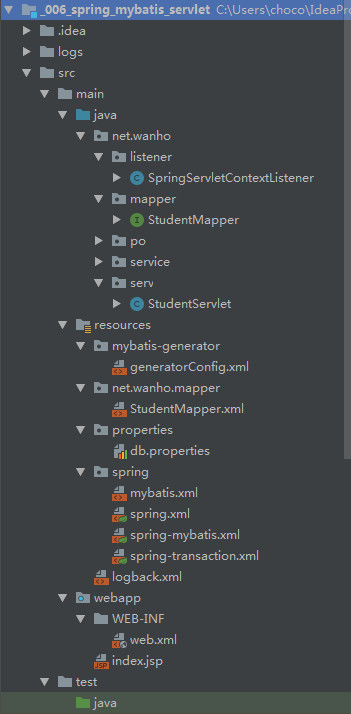 _006_spring_mybatis_servlet C:\Users\choco\IdeaPro
.idea
logs
src
main
java
net.wanho
listener
SpringServletContextListener
mapper
StudentMapper
po
service
serv
StudentServlet
resources
mybatis-generator
generatorConfig.xml
net.wanho.mapper
StudentMapper.xml
properties
db.properties
spring
mybatis.xml
spring.xml
spring-mybatis.xml
spring-transaction.xml
logback.xml
webapp
WEB-INF
web.xml
index.jsp
test
java